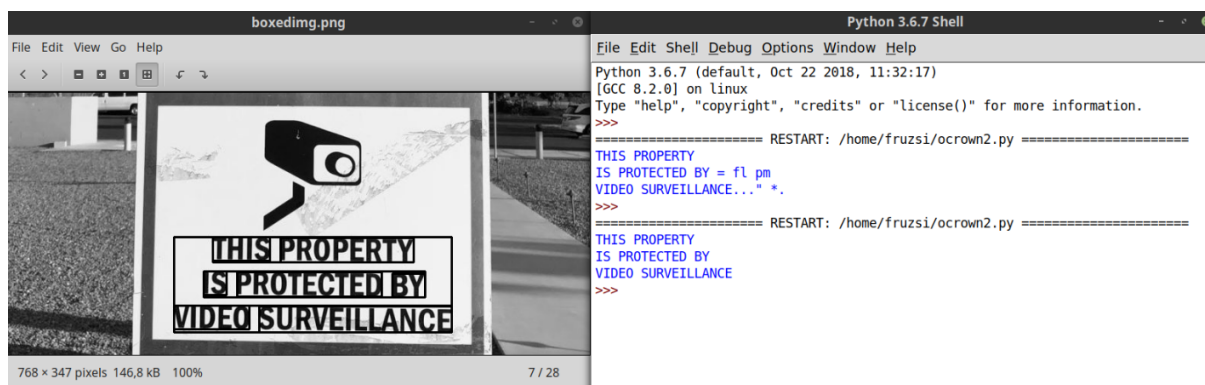 boxedimg.png
File Edit View Go Help
THIS PROPERTY
IS PROTECTED BY
VIDEO SURVEILLANCE
768 × 347 pixels 146,8 kB 100%
7 / 28
Python 3.6.7 Shell
File Edit Shell Debug Options Window Help
Python 3.6.7 (default, Oct 22 2018, 11:32:17)
[GCC 8.2.0] on linux
Type "help", "copyright", "credits" or "license()" for more information.
>>>
====================== RESTART: /home/fruzsi/ocrown2.py ======================
THIS PROPERTY
IS PROTECTED BY = fl pm
VIDEO SURVEILLANCE..." *.
>>>
====================== RESTART: /home/fruzsi/ocrown2.py ======================
THIS PROPERTY
IS PROTECTED BY
VIDEO SURVEILLANCE
>>>